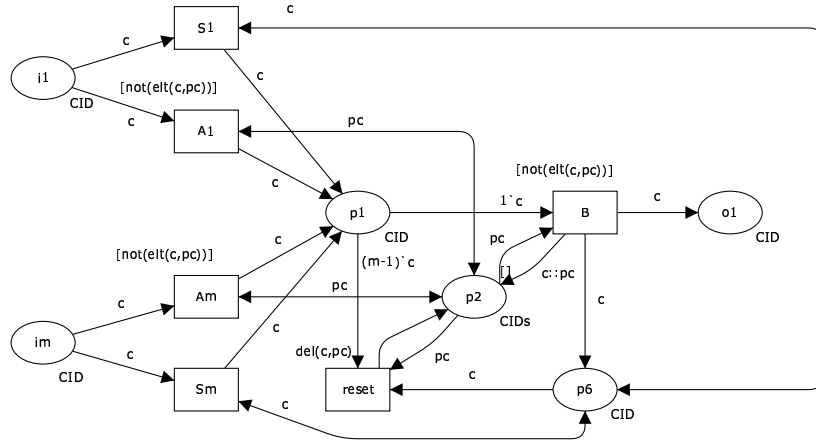 c
S1
c
c
i1
[not(elt(c,pc))]
CID
c
pc
A1
[not(elt(c,pc))]
c
1`c
c
p1
B
o1
CID
CID
pc
c
(m-1)`c
[not(elt(c,pc))]
[]
c::pc
c
Am
pc
p2
c
CIDs
c
im
del(c,pc)
c
pc
CID
c
Sm
reset
p6
c
CID